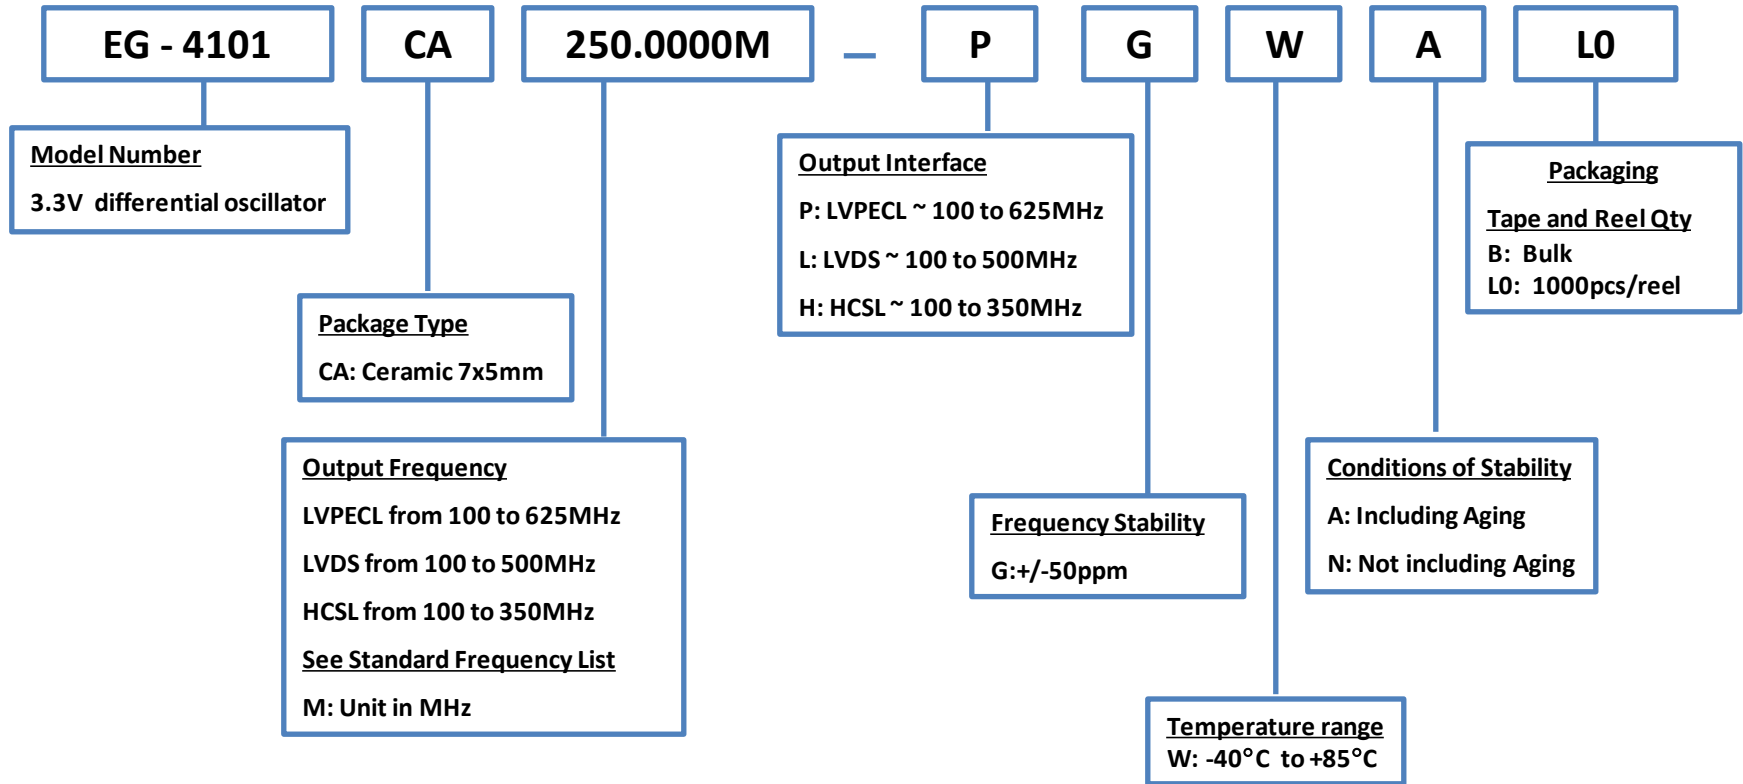 EG - 4101 CA 250.0000M _ P G W A L0
Model Number
3.3V differential oscillator
Package Type
CA: Ceramic 7x5mm
Output Frequency
LVPECL from 100 to 625MHz
LVDS from 100 to 500MHz
HCSL from 100 to 350MHz
See Standard Frequency List
M: Unit in MHz
Output Interface
P: LVPECL ~ 100 to 625MHz
L: LVDS ~ 100 to 500MHz
H: HCSL ~ 100 to 350MHz
Frequency Stability
G:+/-50ppm
Temperature range
W: -40°C to +85°C
Conditions of Stability
A: Including Aging
N: Not including Aging
Packaging
Tape and Reel Qty
B: Bulk
L0: 1000pcs/reel